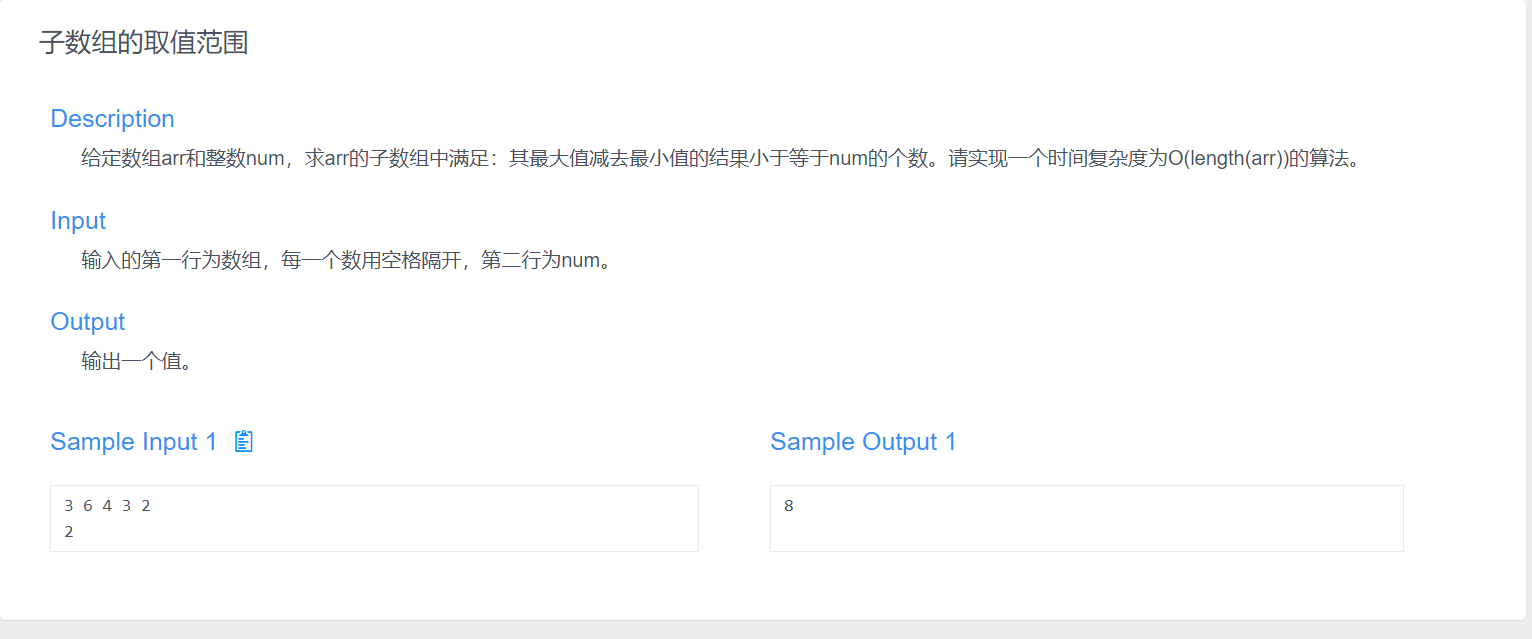 子数组的取值范围
Description
给定数组arr和整数num，求arr的子数组中满足：其最大值减去最小值的结果小于等于num的个数。请实现一个时间复杂度为O(length(arr))的算法。
Input
输入的第一行为数组，每一个数用空格隔开，第二行为num。
Output
输出一个值。
Sample Input 1
3 6 4 3 2
2
Sample Output 1
8